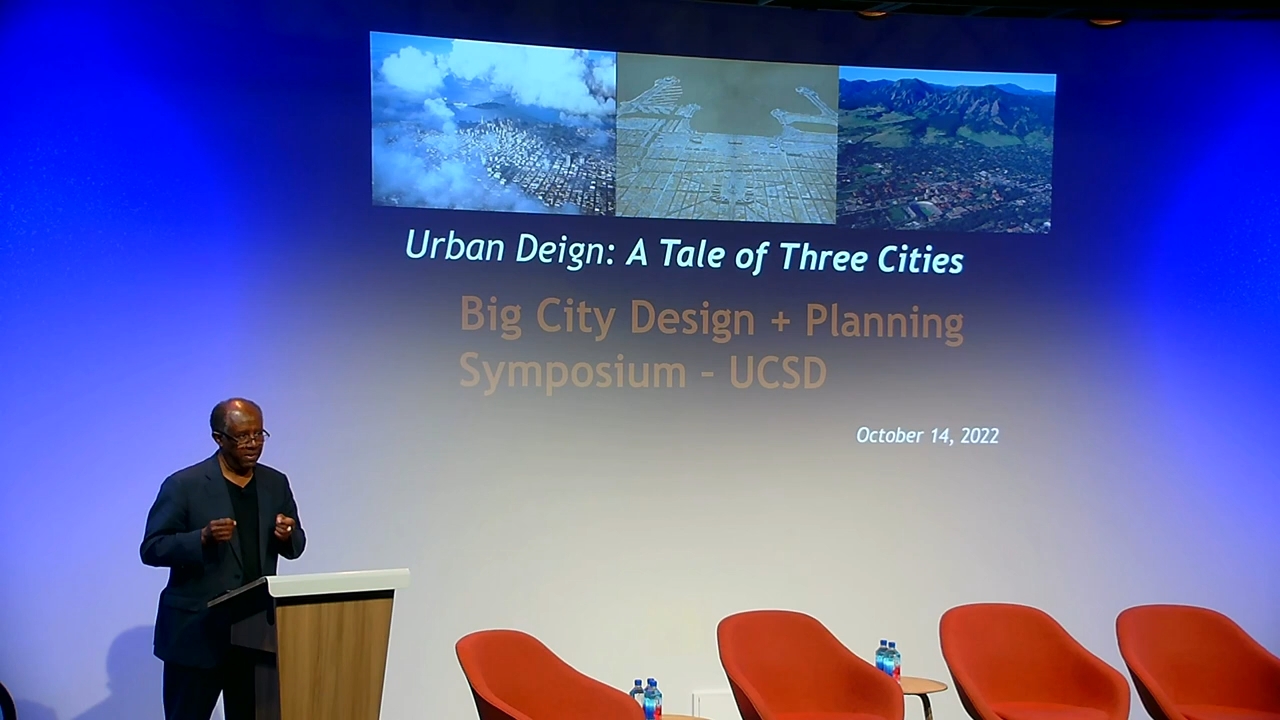 Urban Deign: A Tale of Three Cities
Big City Design + Planning
Symposium - UCSD
October 14, 2022